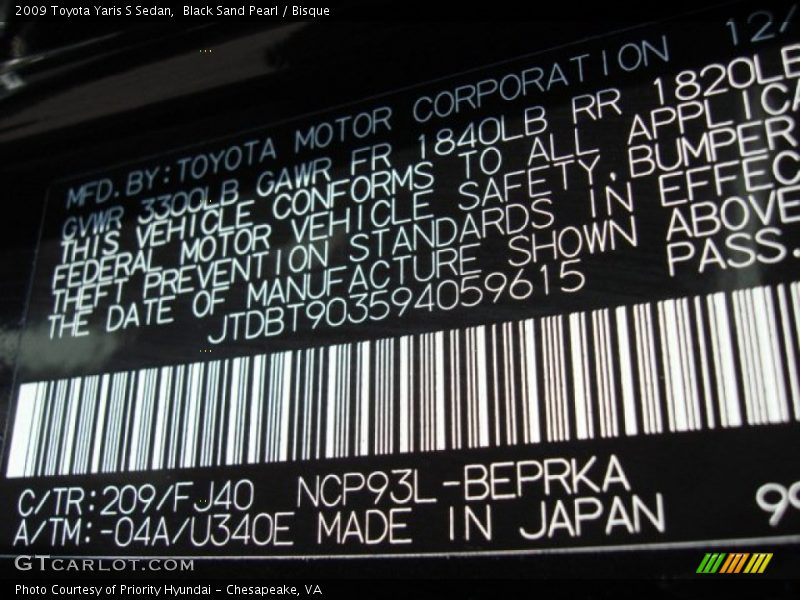 2009 Toyota Yaris S Sedan,  Black Sand Pearl / Bisque
MFD. BY: TOYOTA MOTOR CORPORATION 12/
GVWR 3300LB GAWR FR 1840LB RR 1820LB
THIS VEHICLE CONFORMS TO ALL APPLICA
FEDERAL MOTOR VEHICLE SAFETY, BUMPER
THEFT PREVENTION STANDARDS IN EFFEC
THE DATE OF MANUFACTURE SHOWN ABOVE
JTDBT903594059615 PASS.
C/TR: 209/FJ40 NCP93L-BEPRKA
A/TM: -04A/U340E MADE IN JAPAN 99
GTCARLOT.COM
Photo Courtesy of Priority Hyundai - Chesapeake, VA